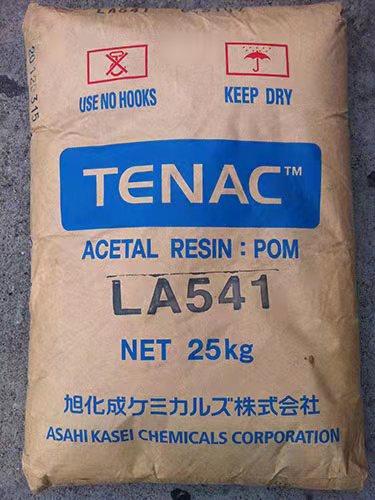 LA541
USE NO HOOKS
KEEP DRY
TENAC™
ACETAL RESIN : POM
LA541
NET 25kg
旭化成ケミカルズ株式会社
ASAHI KASEI CHEMICALS CORPORATION